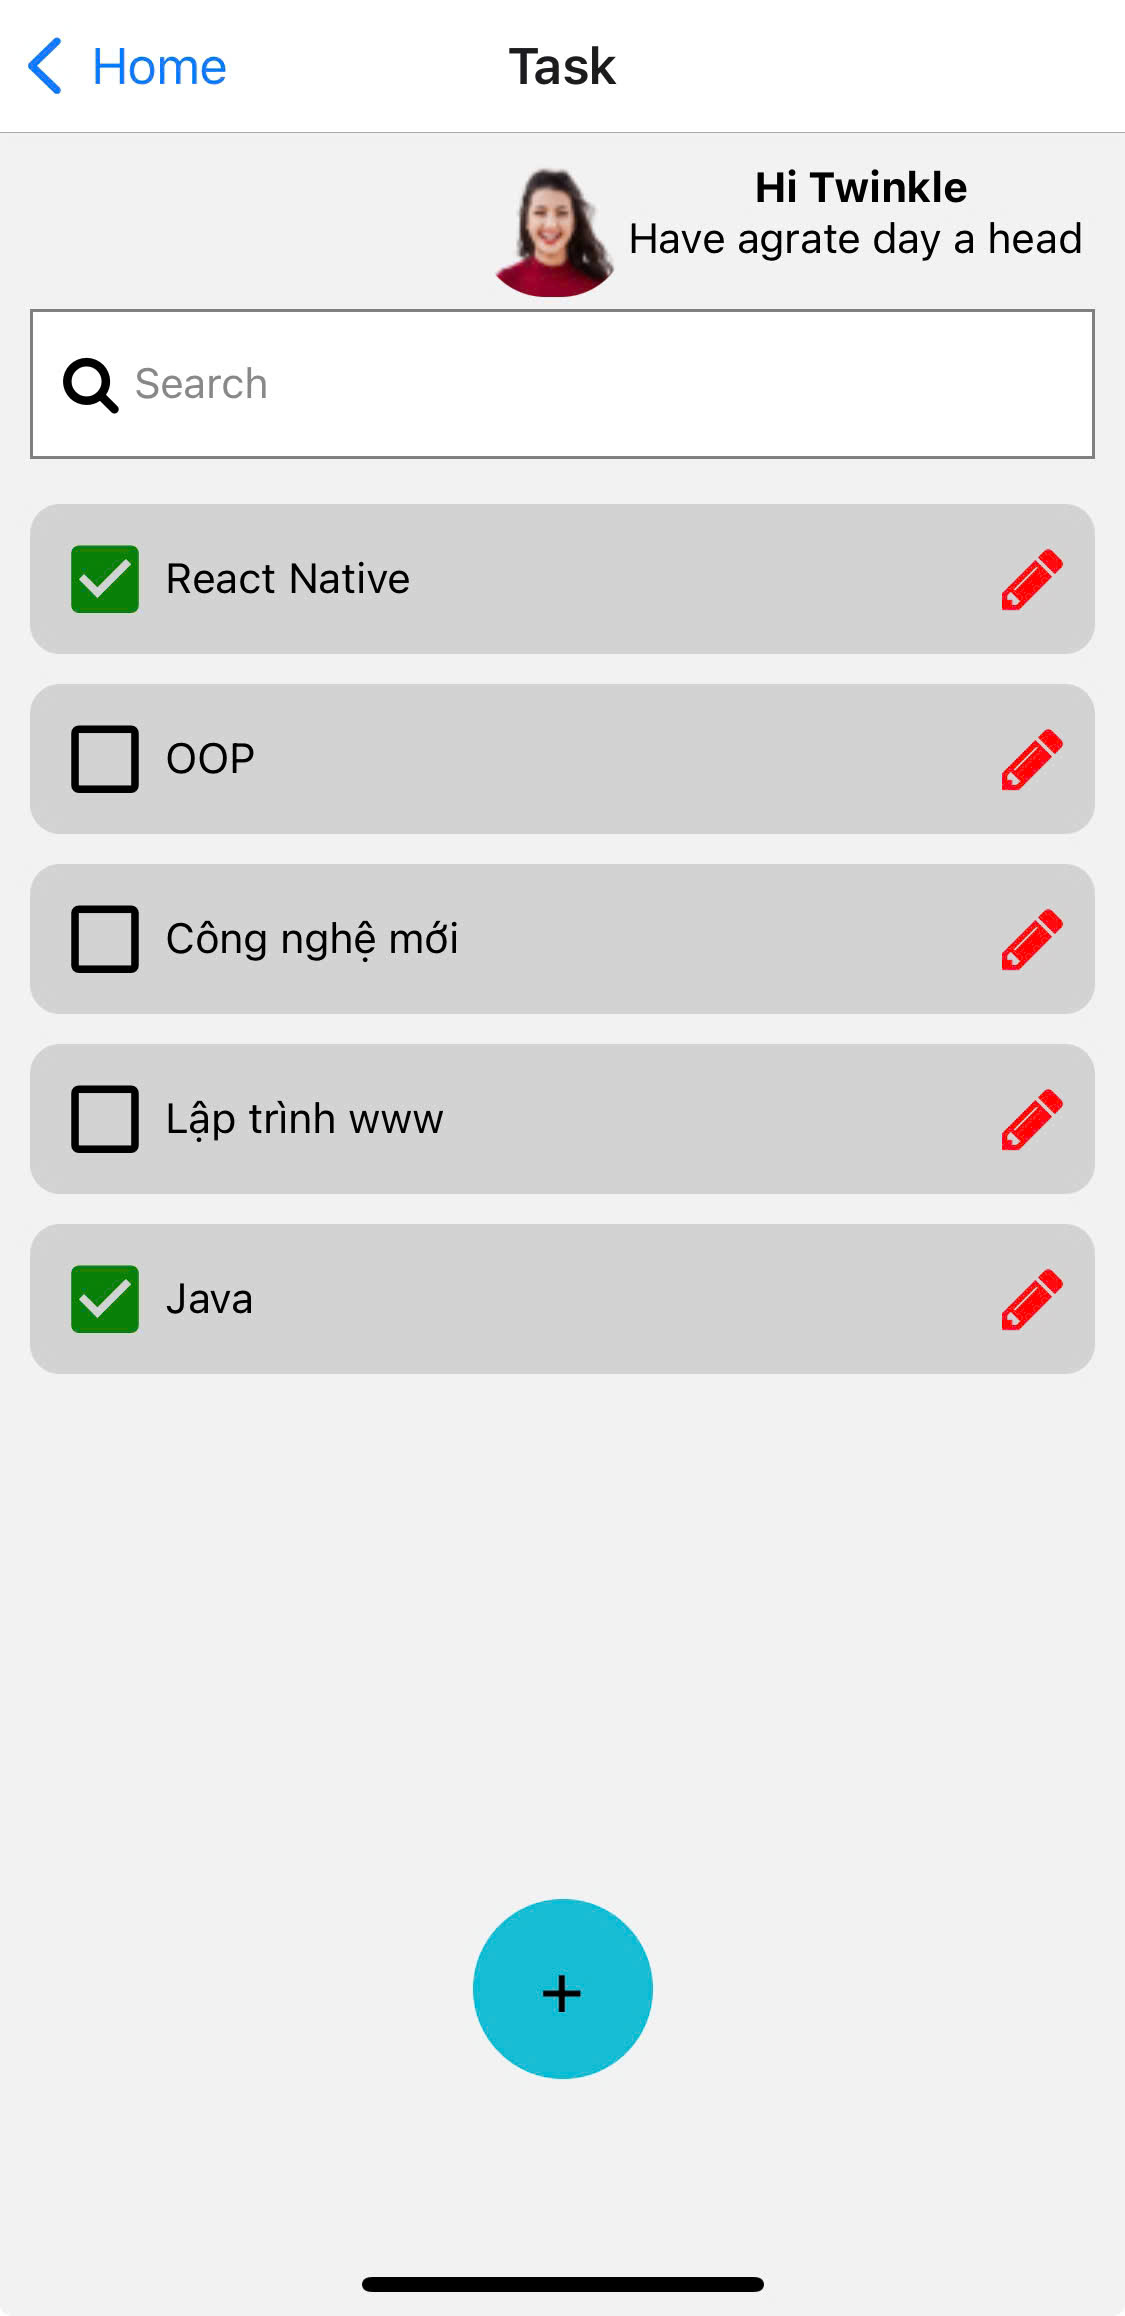 Home
Task
Hi Twinkle
Have agrate day a head
Search
React Native
OOP
Công nghệ mới
Lập trình www
Java
+